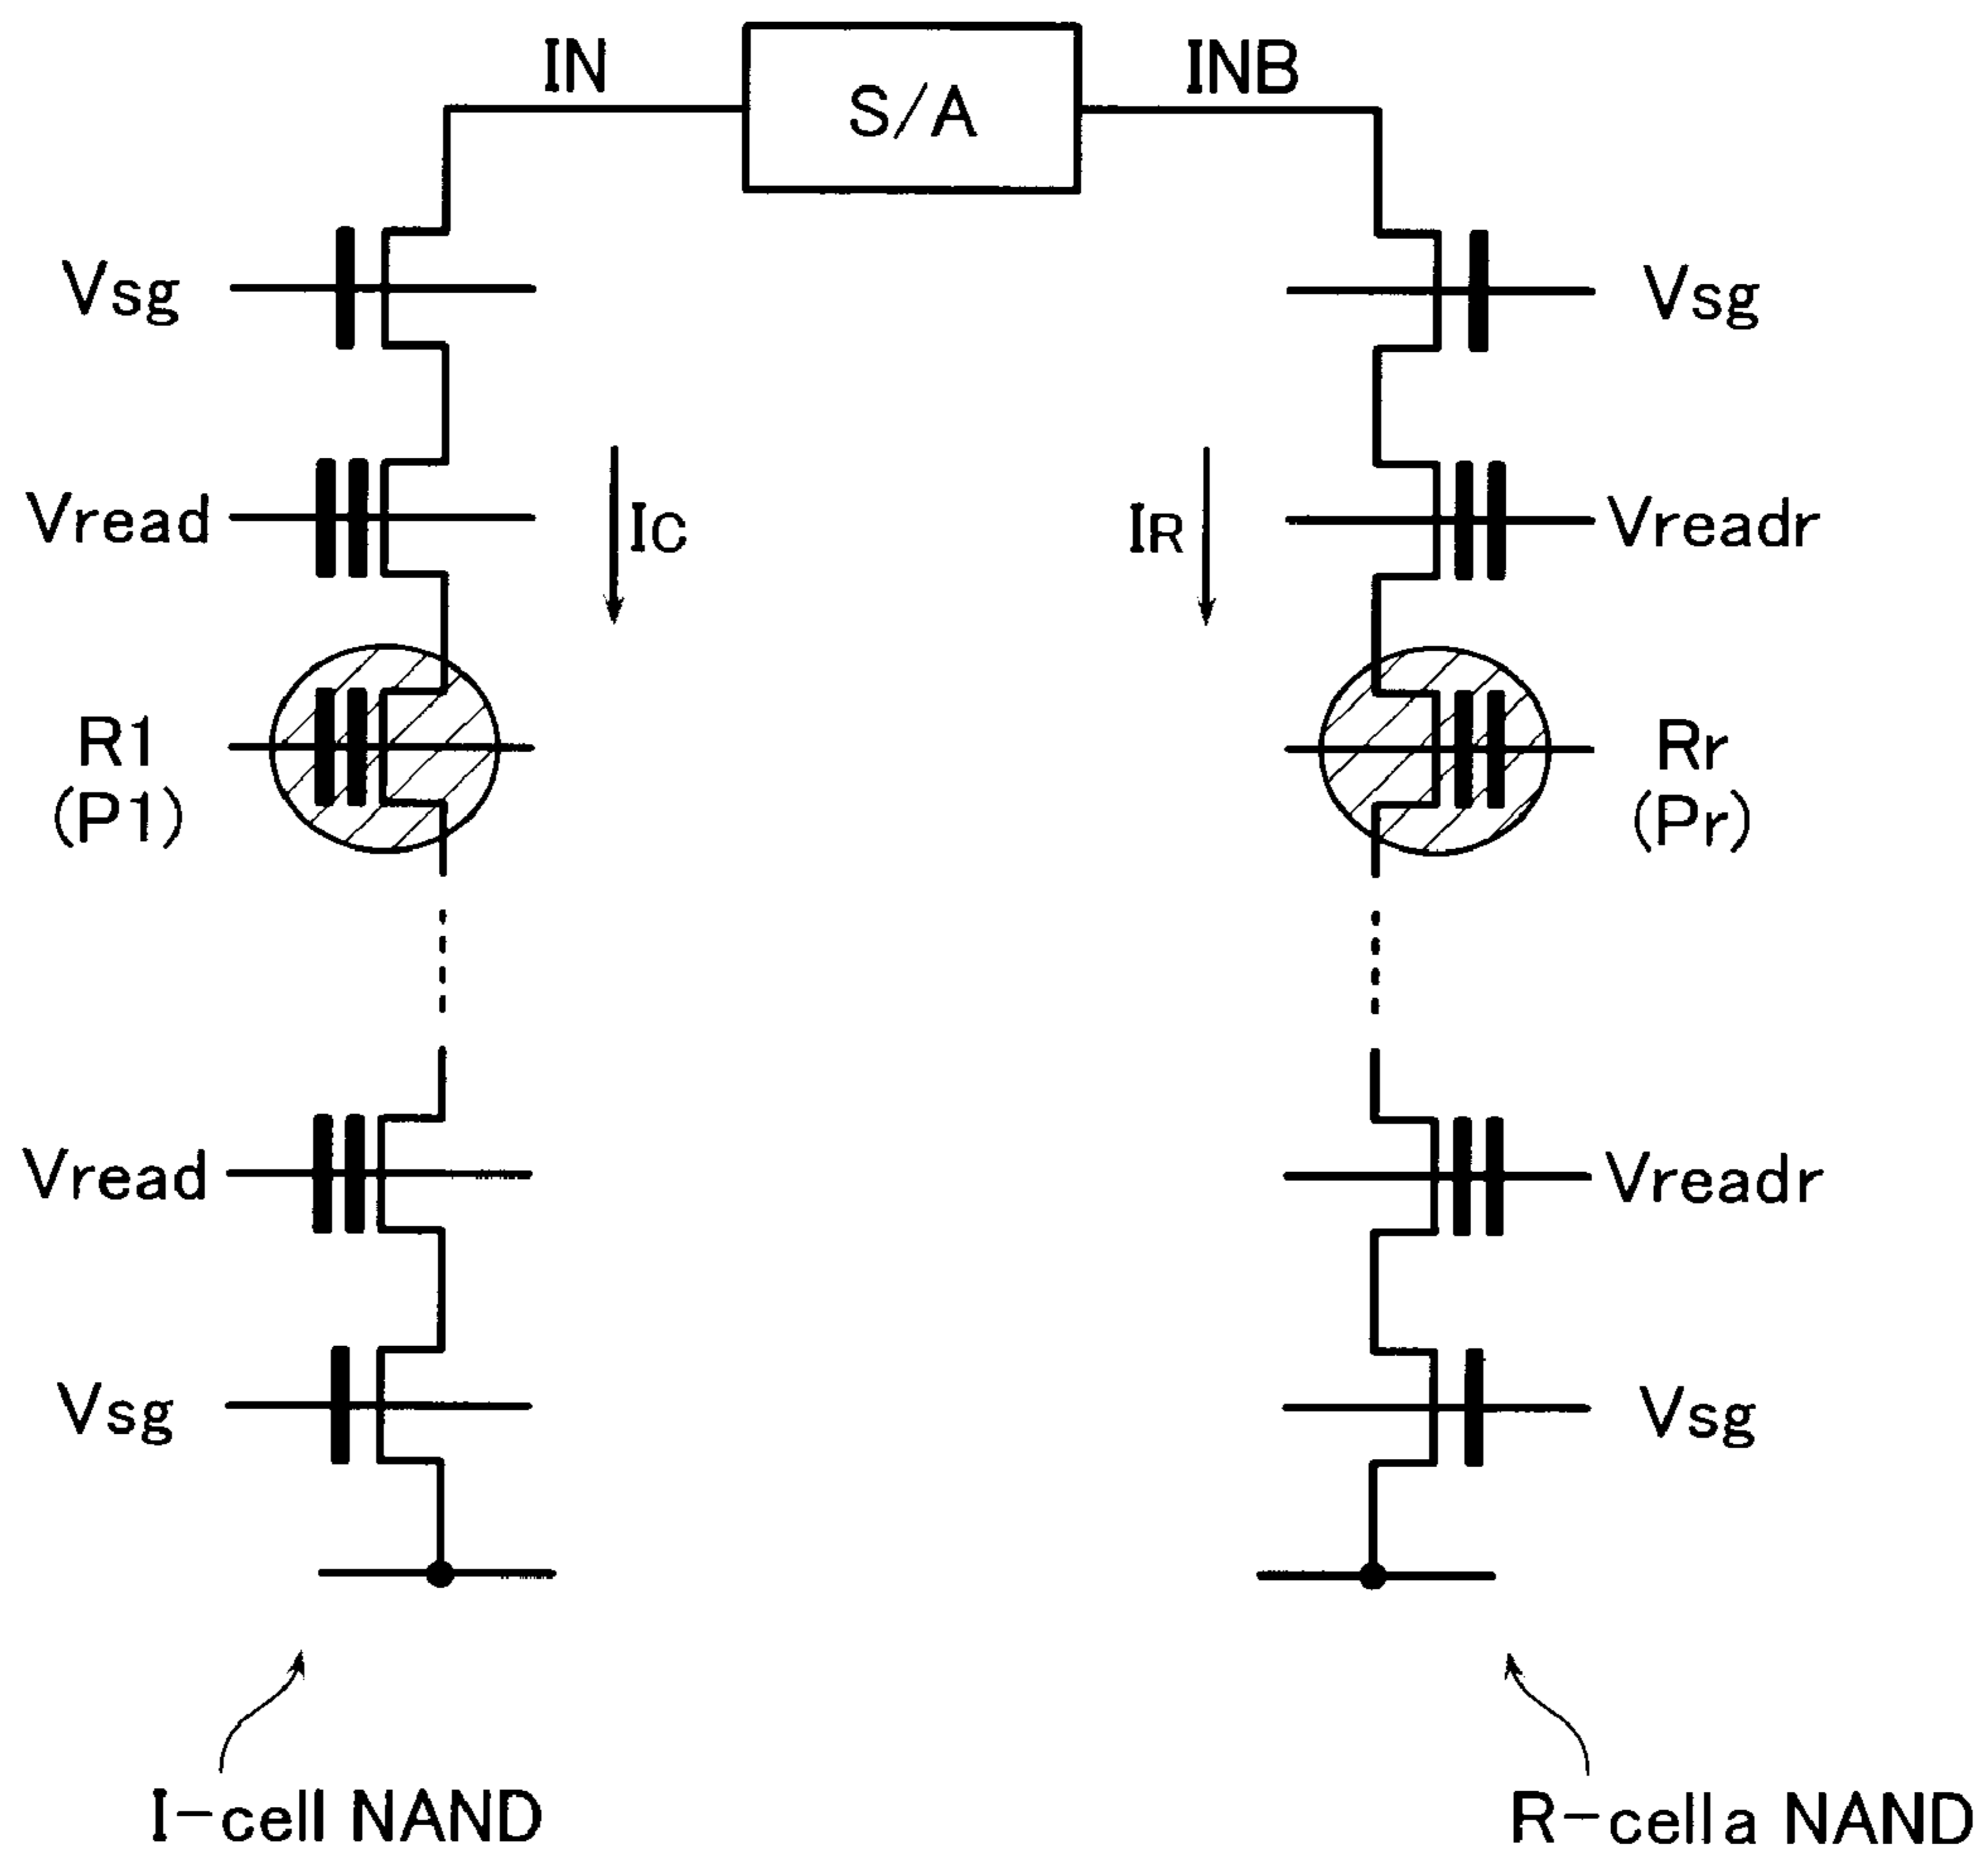 IN
S/A
INB
Vsg
Vsg
Vread
IC
IR
Vreadr
R1
(P1)
Rr
(Pr)
Vread
Vreadr
Vsg
Vsg
I-cell NAND
R-cella NAND